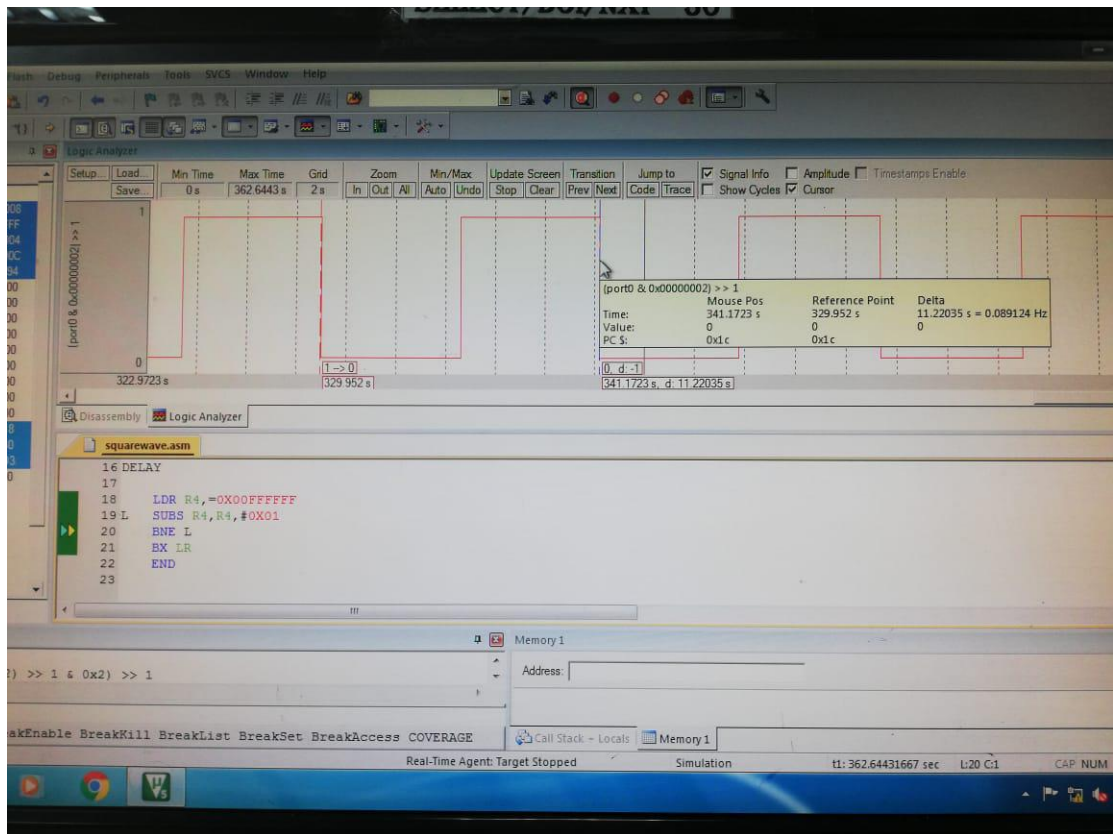 Flash Debug Peripherals Tools SVCS Window Help
Logic Analyzer
Setup... Load... Min Time Max Time Grid Zoom Min/Max Update Screen Transition Jump to Signal Info Amplitude Timestamps Enable
Save... 0 s 362.6443 s 2 s In Out All Auto Undo Stop Clear Prev Next Code Trace Show Cycles Cursor
1
(port0 & 0x00000002) >> 1
0
(port0 & 0x00000002) >> 1
Mouse Pos Reference Point Delta
Time: 341.1723 s 329.952 s 11.22035 s = 0.089124 Hz
Value: 0 0 0
PC $: 0x1c 0x1c
1 -> 0 0, d: -1
322.9723 s 329.952 s 341.1723 s, d: 11.22035 s
Disassembly Logic Analyzer
squarewave.asm
16 DELAY
17
18 LDR R4,=0X00FFFFFF
19 L SUBS R4,R4,#0X01
20 BNE L
21 BX LR
22 END
23
Memory 1
) >> 1 & 0x2) >> 1
Address:
BreakKill BreakList BreakSet BreakAccess COVERAGE
Call Stack + Locals Memory 1
Real-Time Agent: Target Stopped Simulation t1: 362.64431667 sec L:20 C:1 CAP NUM